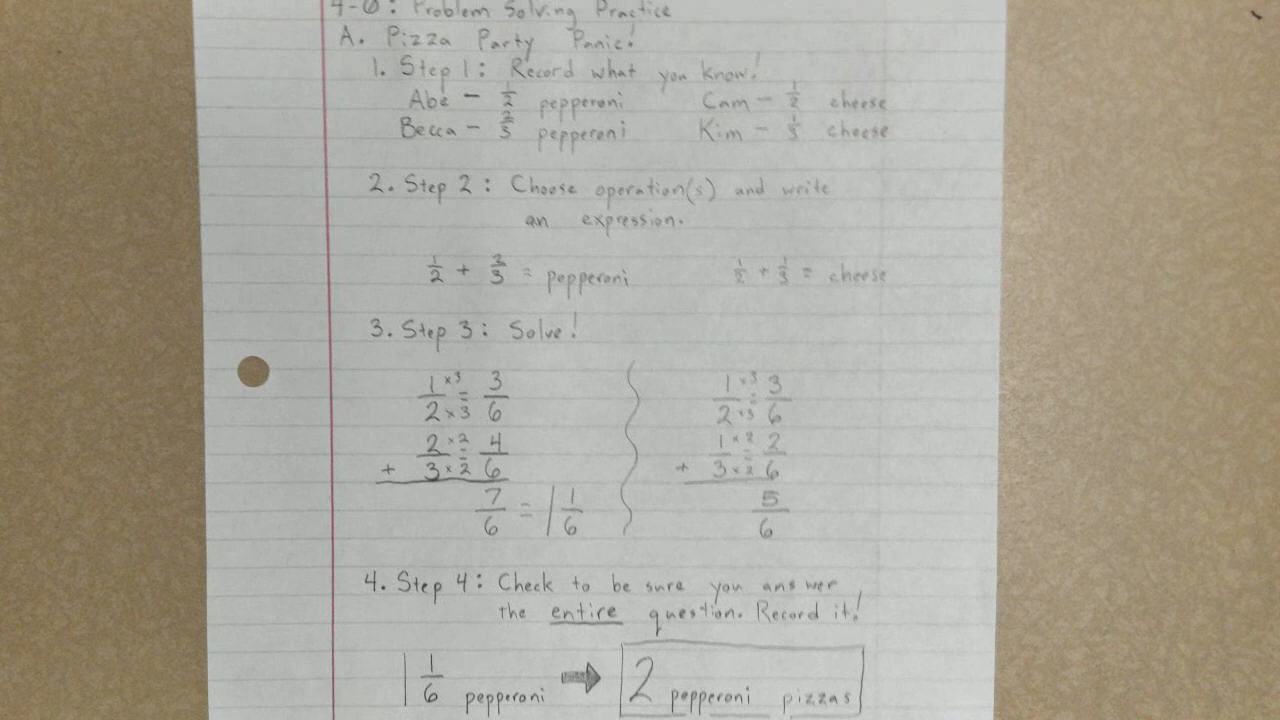 4-0: Problem Solving Practice
A. Pizza Party Panic!
1. Step 1: Record what you know!
Abe - 1/2 pepperoni Cam - 1/2 cheese
Becca - 2/3 pepperoni Kim - 1/3 cheese
2. Step 2: Choose operation(s) and write
an expression.
1/2 + 2/3 = pepperoni 1/2 + 1/3 = cheese
3. Step 3: Solve!
1 ×3 / 2 ×3 = 3/6 1 ×3 / 2 ×3 = 3/6
+ 2 ×2 / 3 ×2 = 4/6 + 1 ×2 / 3 ×2 = 2/6
7/6 = 1 1/6 5/6
4. Step 4: Check to be sure you answer
the entire question. Record it!
1 1/6 pepperoni ➡ 2 pepperoni pizzas